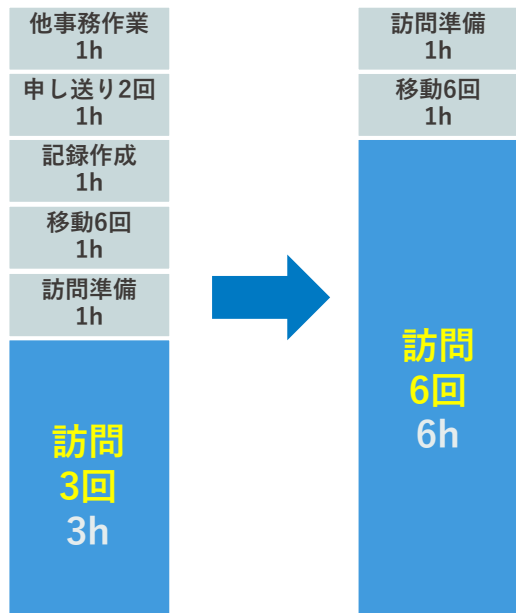 他事務作業
1h
申し送り2回
1h
記録作成
1h
移動6回
1h
訪問準備
1h
訪問
3回
3h
訪問準備
1h
移動6回
1h
訪問
6回
6h